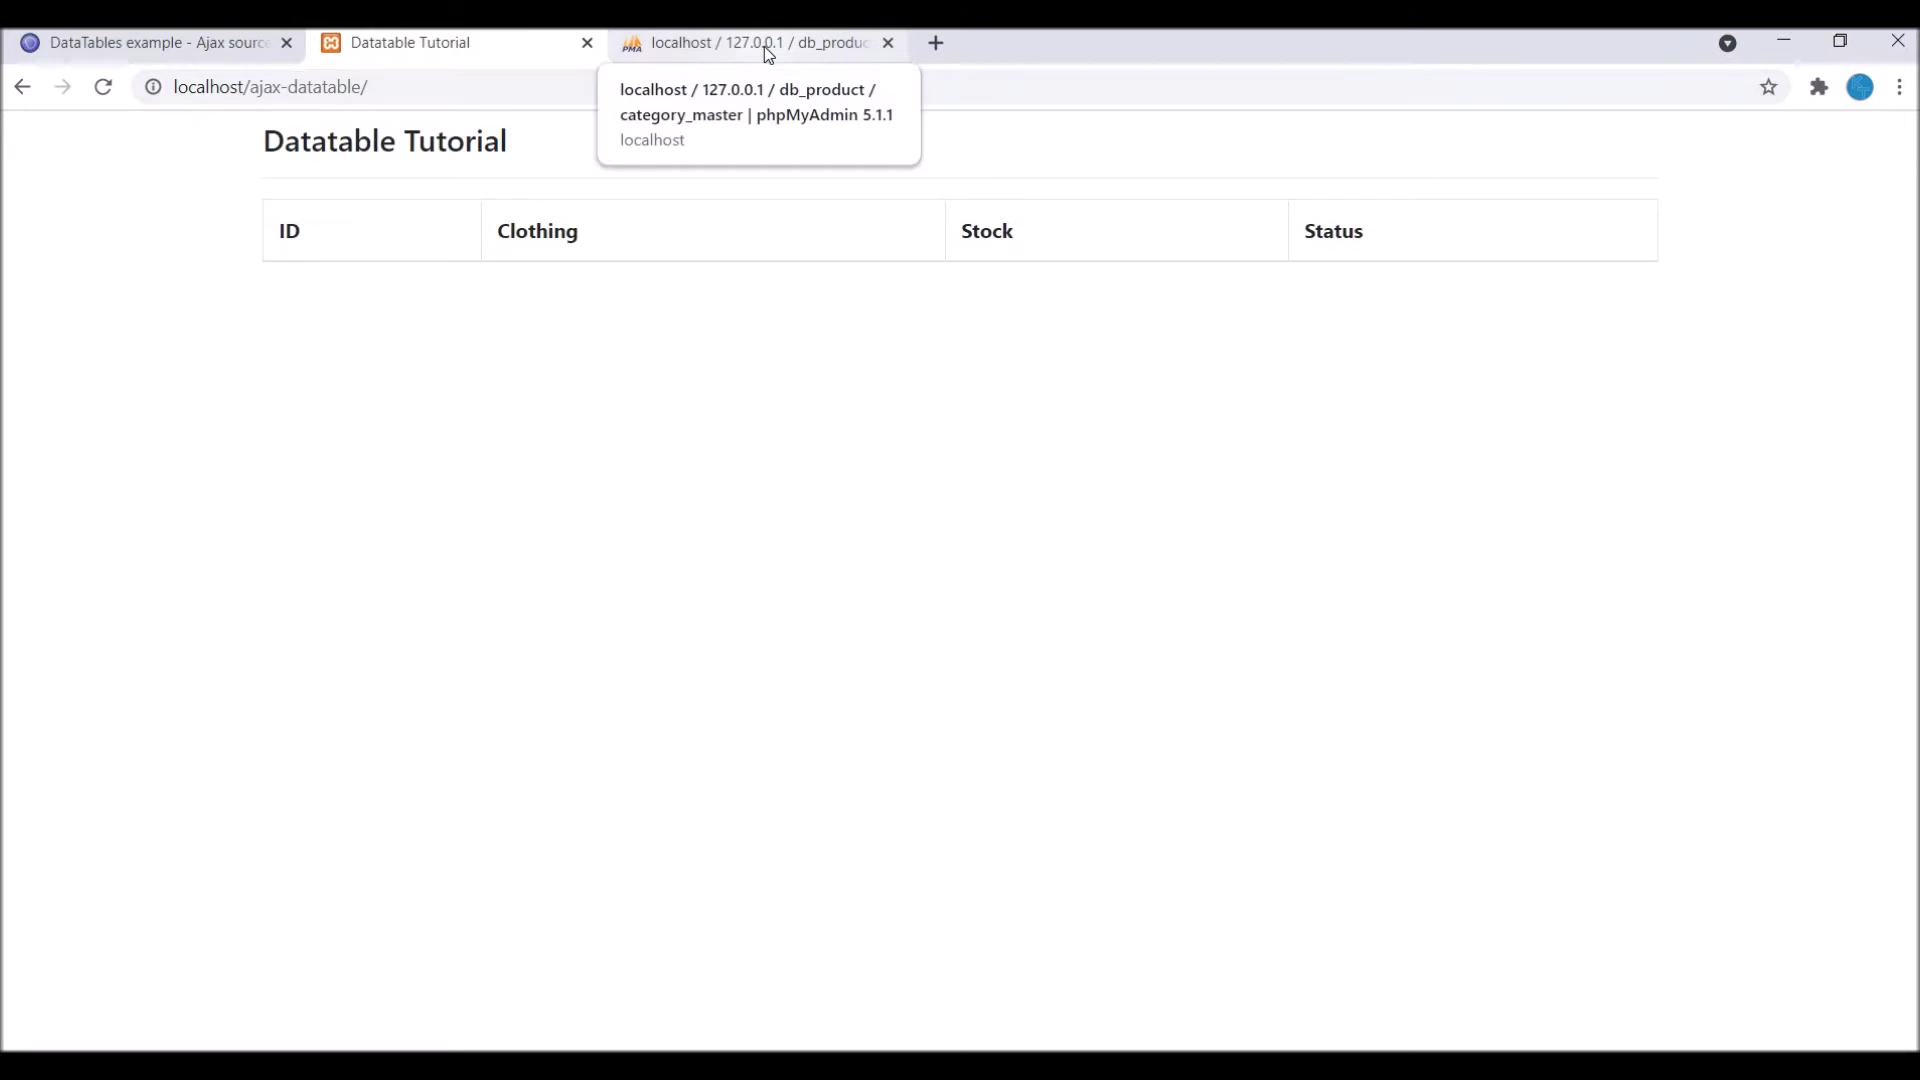 DataTables example - Ajax source
Datatable Tutorial
PMA
localhost / 127.0.0.1 / db_produc
localhost/ajax-datatable/
localhost / 127.0.0.1 / db_product /
category_master | phpMyAdmin 5.1.1
localhost
Datatable Tutorial
ID Clothing Stock Status